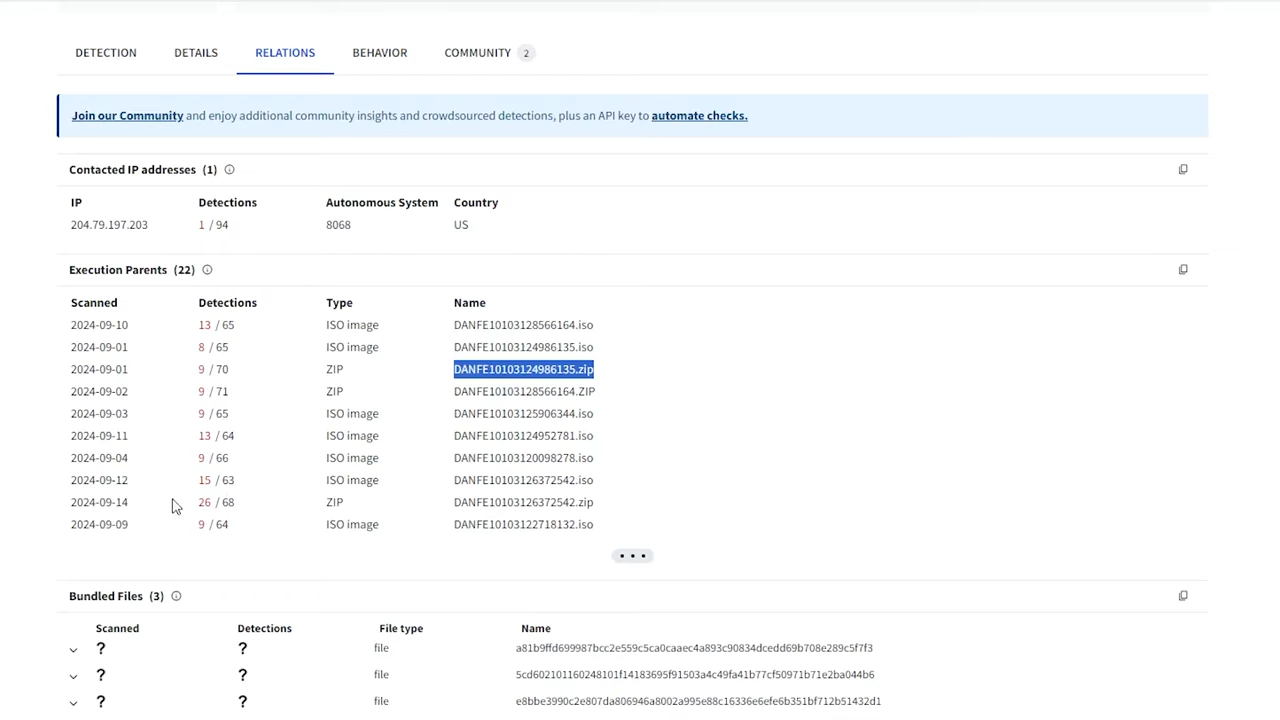 DETECTION DETAILS RELATIONS BEHAVIOR COMMUNITY 2
Join our Community and enjoy additional community insights and crowdsourced detections, plus an API key to automate checks.
Contacted IP addresses (1)
IP Detections Autonomous System Country
204.79.197.203 1 / 94 8068 US
Execution Parents (22)
Scanned Detections Type Name
2024-09-10 13 / 65 ISO image DANFE10103128566164.iso
2024-09-01 8 / 65 ISO image DANFE10103124986135.iso
2024-09-01 9 / 70 ZIP DANFE10103124986135.zip
2024-09-02 9 / 71 ZIP DANFE10103128566164.ZIP
2024-09-03 9 / 65 ISO image DANFE10103125906344.iso
2024-09-11 13 / 64 ISO image DANFE10103124952781.iso
2024-09-04 9 / 66 ISO image DANFE10103120098278.iso
2024-09-12 15 / 63 ISO image DANFE10103126372542.iso
2024-09-14 26 / 68 ZIP DANFE10103126372542.zip
2024-09-09 9 / 64 ISO image DANFE10103122718132.iso
Bundled Files (3)
Scanned Detections File type Name
? ? file a81b9ffd699987bcc2e559c5ca0caaec4a893c90834dcedd69b708e289c5f7f3
? ? file 5cd602101160248101f14183695f91503a4c49fa41b77cf50971b71e2ba044b6
? ? file e8bbe3990c2e807da806946a8002a995e88c16336e6efe6b351bf712b51432d1